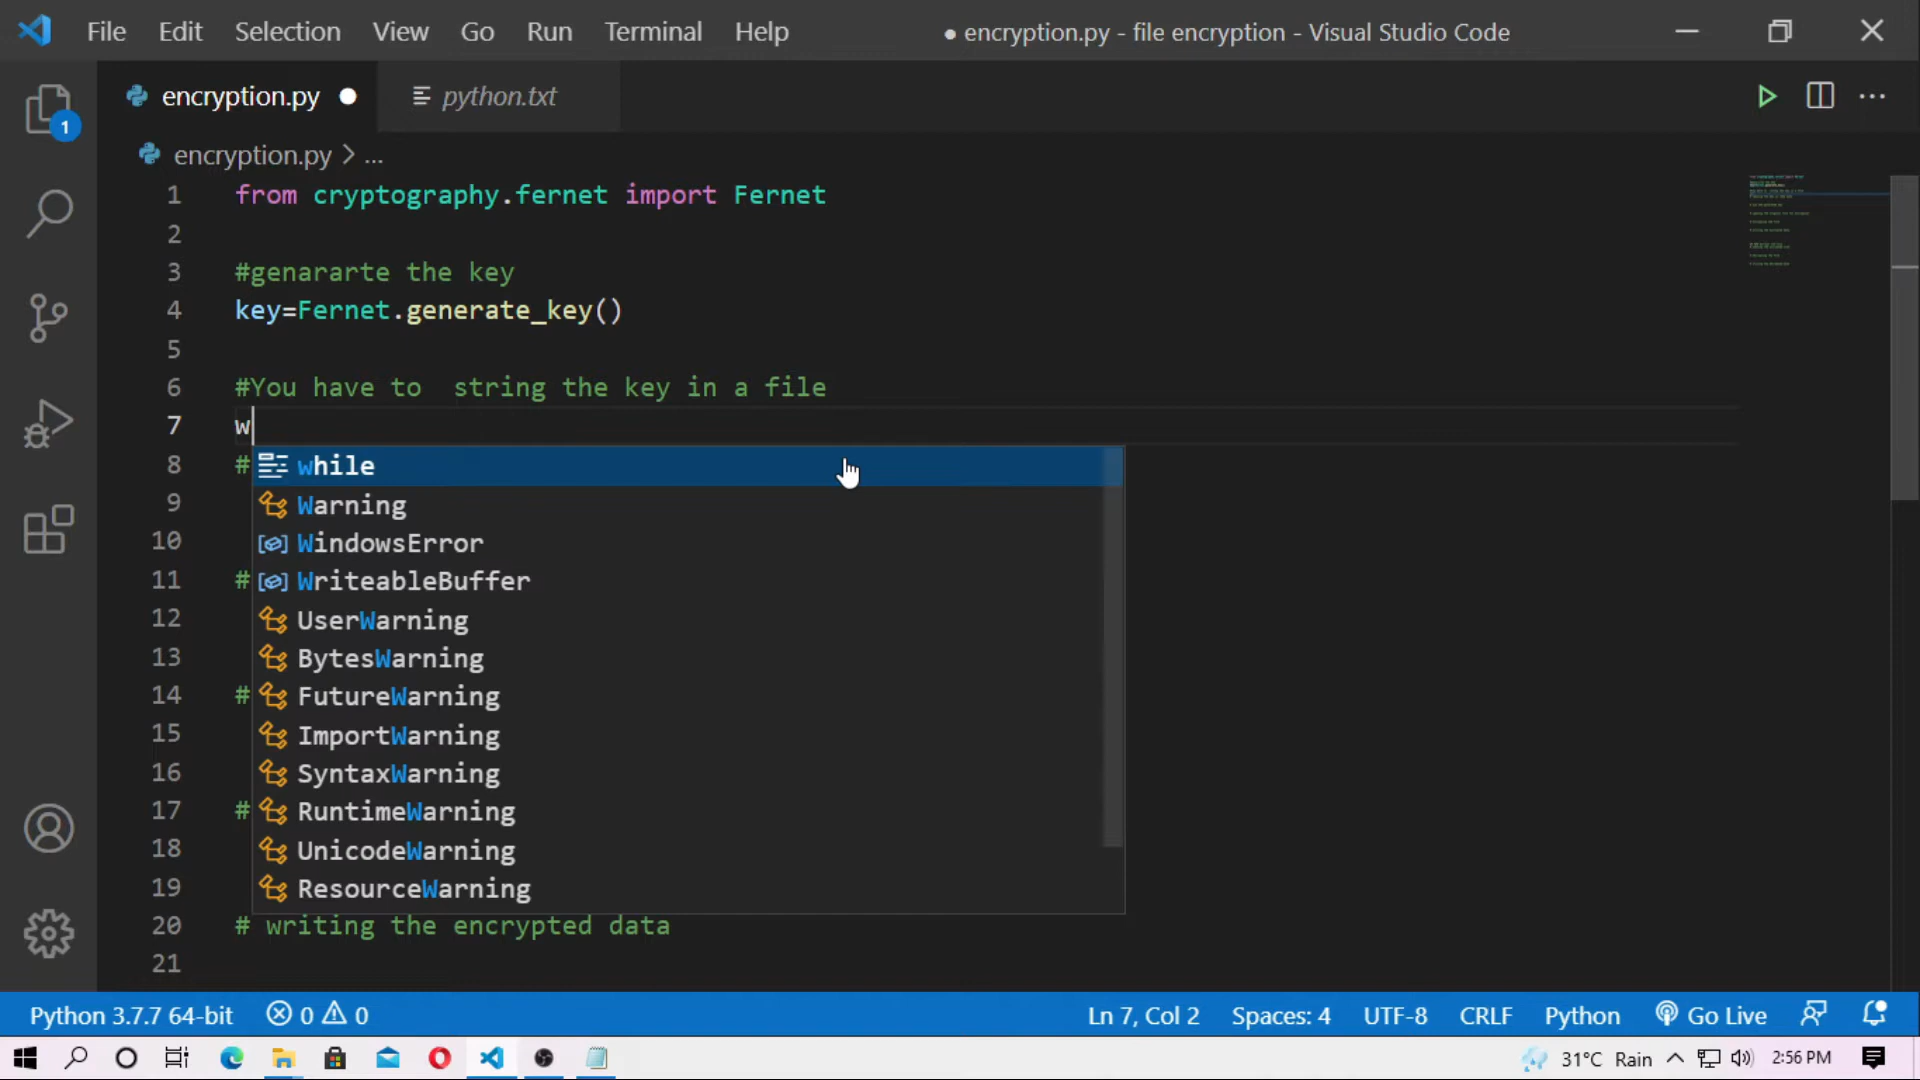 File Edit Selection View Go Run Terminal Help ● encryption.py - file encryption - Visual Studio Code
encryption.py ● python.txt
1
encryption.py > ...
1 from cryptography.fernet import Fernet
2
3 #genararte the key
4 key=Fernet.generate_key()
5
6 #You have to  string the key in a file
7 w
8 # while
9 Warning
10 WindowsError
11 # WriteableBuffer
12 UserWarning
13 BytesWarning
14 # FutureWarning
15 ImportWarning
16 SyntaxWarning
17 # RuntimeWarning
18 UnicodeWarning
19 ResourceWarning
20 # writing the encrypted data
21
Python 3.7.7 64-bit 0 0 Ln 7, Col 2 Spaces: 4 UTF-8 CRLF Python Go Live
31°C Rain 2:56 PM